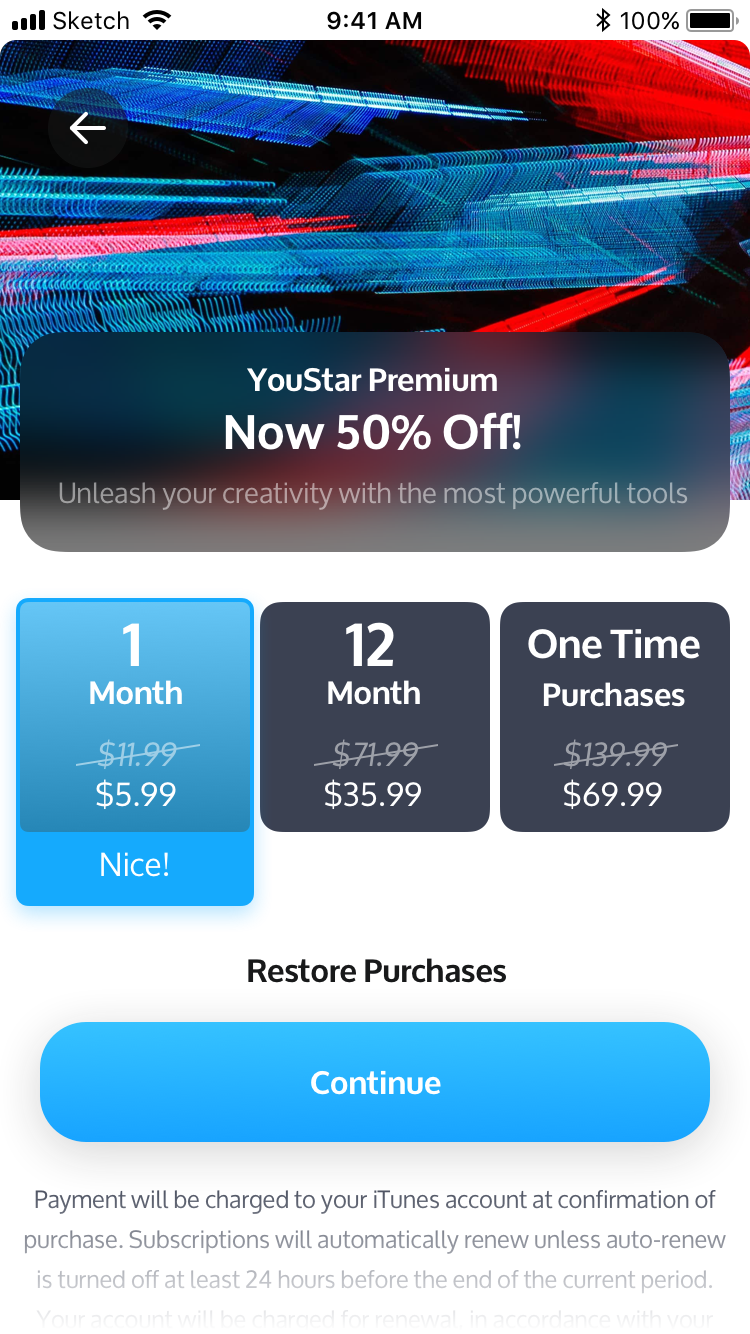 Sketch 9:41 AM 100%
YouStar Premium
Now 50% Off!
Unleash your creativity with the most powerful tools
1
Month
$11.99
$5.99
Nice!
12
Month
$71.99
$35.99
One Time
Purchases
$139.99
$69.99
Restore Purchases
Continue
Payment will be charged to your iTunes account at confirmation of
purchase. Subscriptions will automatically renew unless auto-renew
is turned off at least 24 hours before the end of the current period.
Your account will be charged for renewal, in accordance with your